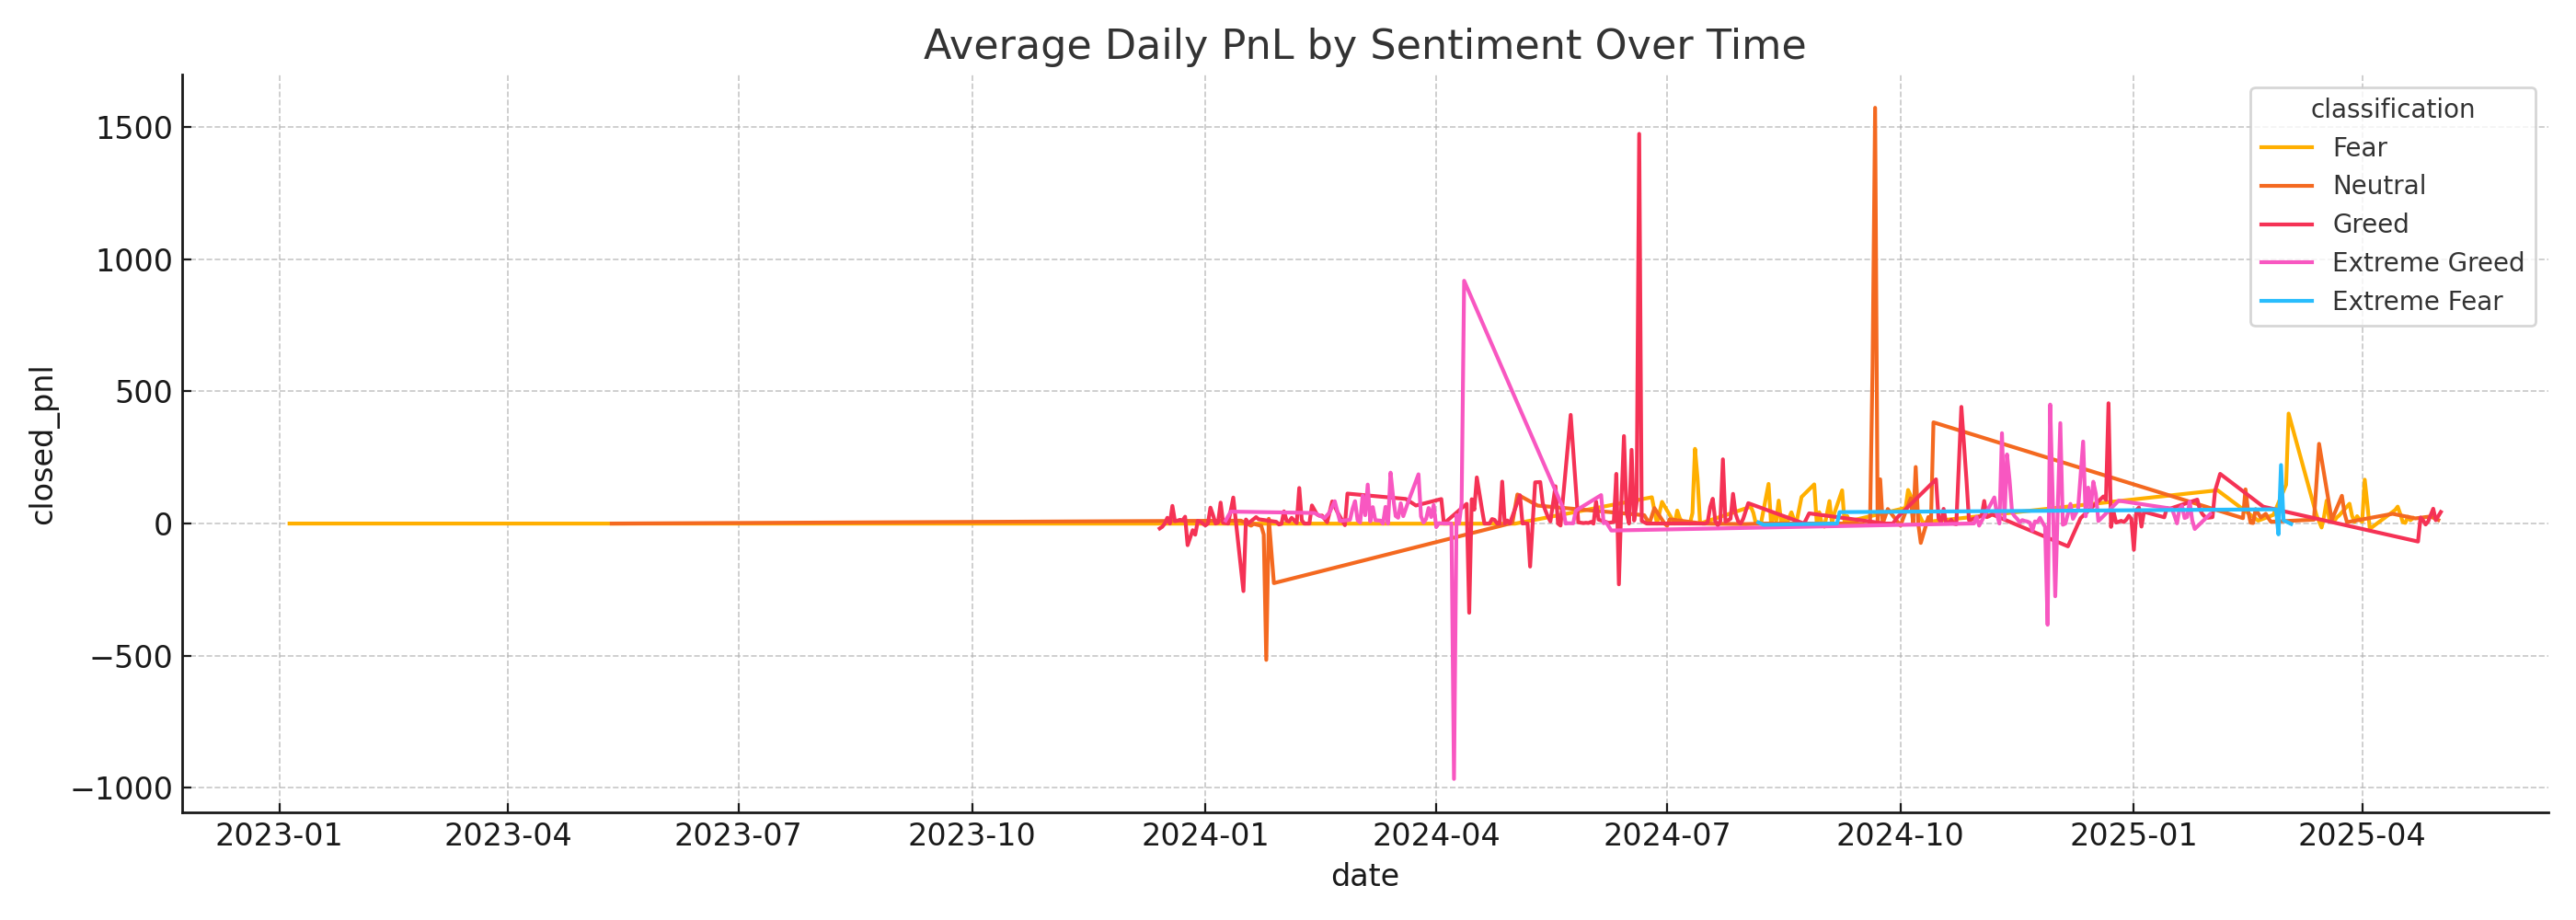 Average Daily PnL by Sentiment Over Time
closed_pnl
1500
1000
500
0
−500
−1000
2023-01 2023-04 2023-07 2023-10 2024-01 2024-04 2024-07 2024-10 2025-01 2025-04
date
classification
Fear
Neutral
Greed
Extreme Greed
Extreme Fear